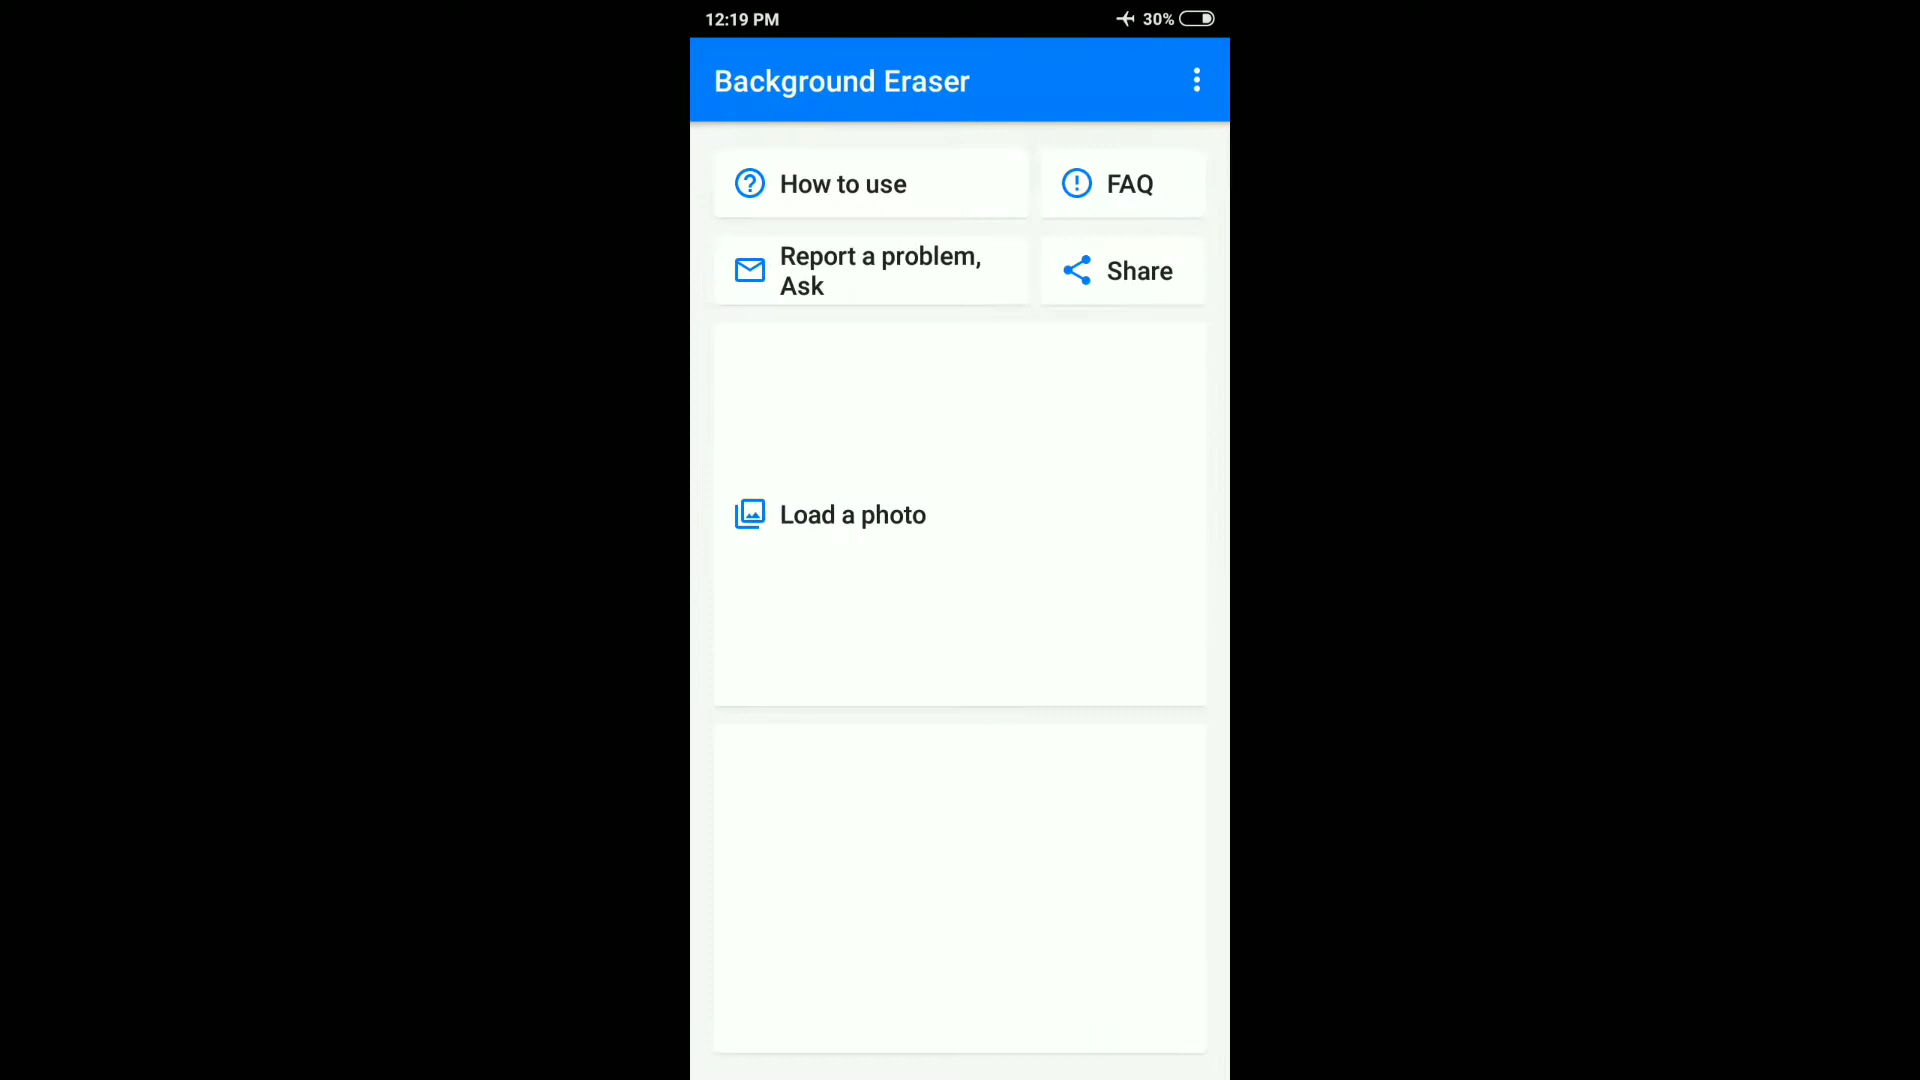 12:19 PM
30%
Background Eraser
How to use
FAQ
Report a problem,
Ask
Share
Load a photo